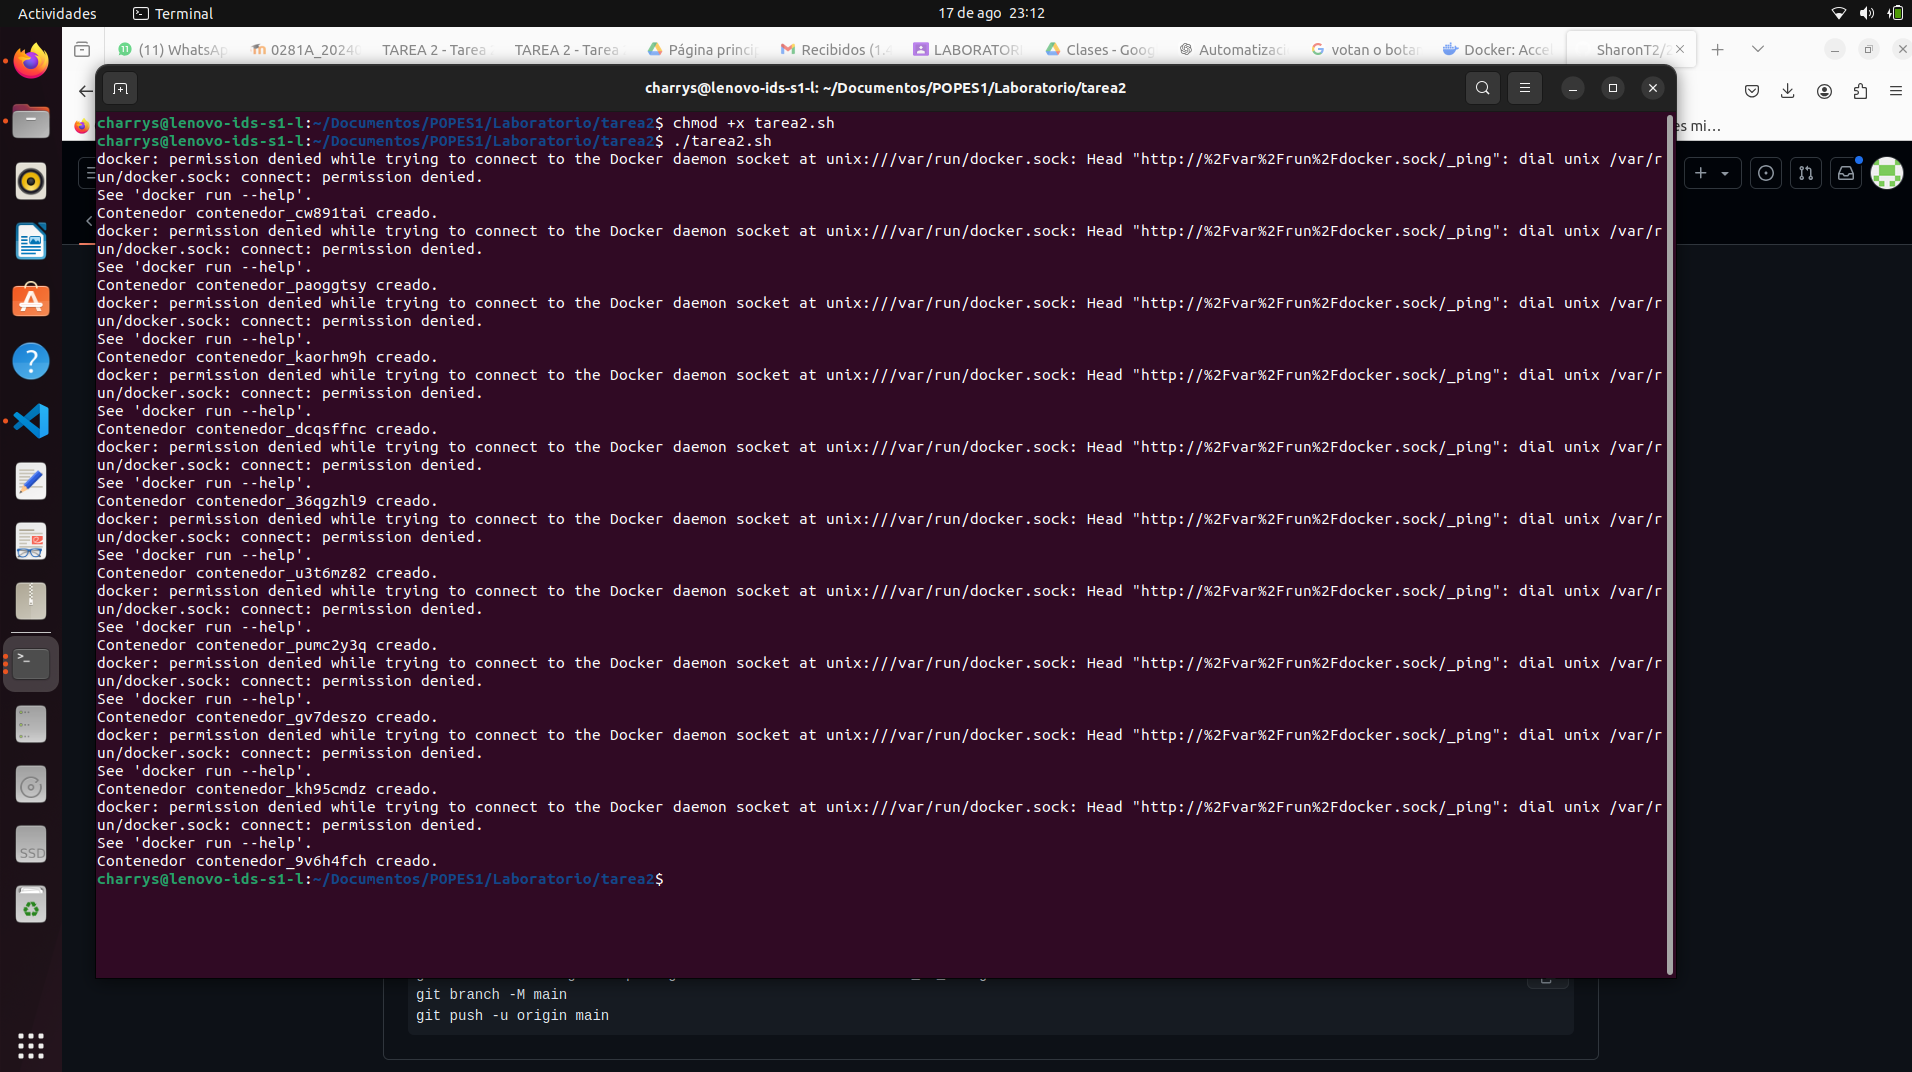 Actividades
Terminal
17 de ago 23:12
(11) WhatsAp
0281A_2024
TAREA 2 - Tarea
TAREA 2 - Tarea
Página princip
Recibidos (1.4
LABORATORI
Clases - Goog
Automatizaci
votan o botan
Docker: Accel
SharonT2/2
charrys@lenovo-ids-s1-l: ~/Documentos/POPES1/Laboratorio/tarea2
es mi…
charrys@lenovo-ids-s1-l:~/Documentos/POPES1/Laboratorio/tarea2$ chmod +x tarea2.sh
charrys@lenovo-ids-s1-l:~/Documentos/POPES1/Laboratorio/tarea2$ ./tarea2.sh
docker: permission denied while trying to connect to the Docker daemon socket at unix:///var/run/docker.sock: Head "http://%2Fvar%2Frun%2Fdocker.sock/_ping": dial unix /var/r
un/docker.sock: connect: permission denied.
See 'docker run --help'.
Contenedor contenedor_cw891tai creado.
docker: permission denied while trying to connect to the Docker daemon socket at unix:///var/run/docker.sock: Head "http://%2Fvar%2Frun%2Fdocker.sock/_ping": dial unix /var/r
un/docker.sock: connect: permission denied.
See 'docker run --help'.
Contenedor contenedor_paoggtsy creado.
docker: permission denied while trying to connect to the Docker daemon socket at unix:///var/run/docker.sock: Head "http://%2Fvar%2Frun%2Fdocker.sock/_ping": dial unix /var/r
un/docker.sock: connect: permission denied.
See 'docker run --help'.
Contenedor contenedor_kaorhm9h creado.
docker: permission denied while trying to connect to the Docker daemon socket at unix:///var/run/docker.sock: Head "http://%2Fvar%2Frun%2Fdocker.sock/_ping": dial unix /var/r
un/docker.sock: connect: permission denied.
See 'docker run --help'.
Contenedor contenedor_dcqsffnc creado.
docker: permission denied while trying to connect to the Docker daemon socket at unix:///var/run/docker.sock: Head "http://%2Fvar%2Frun%2Fdocker.sock/_ping": dial unix /var/r
un/docker.sock: connect: permission denied.
See 'docker run --help'.
Contenedor contenedor_36qgzhl9 creado.
docker: permission denied while trying to connect to the Docker daemon socket at unix:///var/run/docker.sock: Head "http://%2Fvar%2Frun%2Fdocker.sock/_ping": dial unix /var/r
un/docker.sock: connect: permission denied.
See 'docker run --help'.
Contenedor contenedor_u3t6mz82 creado.
docker: permission denied while trying to connect to the Docker daemon socket at unix:///var/run/docker.sock: Head "http://%2Fvar%2Frun%2Fdocker.sock/_ping": dial unix /var/r
un/docker.sock: connect: permission denied.
See 'docker run --help'.
Contenedor contenedor_pumc2y3q creado.
docker: permission denied while trying to connect to the Docker daemon socket at unix:///var/run/docker.sock: Head "http://%2Fvar%2Frun%2Fdocker.sock/_ping": dial unix /var/r
un/docker.sock: connect: permission denied.
See 'docker run --help'.
Contenedor contenedor_gv7deszo creado.
docker: permission denied while trying to connect to the Docker daemon socket at unix:///var/run/docker.sock: Head "http://%2Fvar%2Frun%2Fdocker.sock/_ping": dial unix /var/r
un/docker.sock: connect: permission denied.
See 'docker run --help'.
Contenedor contenedor_kh95cmdz creado.
docker: permission denied while trying to connect to the Docker daemon socket at unix:///var/run/docker.sock: Head "http://%2Fvar%2Frun%2Fdocker.sock/_ping": dial unix /var/r
un/docker.sock: connect: permission denied.
See 'docker run --help'.
Contenedor contenedor_9v6h4fch creado.
charrys@lenovo-ids-s1-l:~/Documentos/POPES1/Laboratorio/tarea2$
git branch -M main
git push -u origin main
SSD